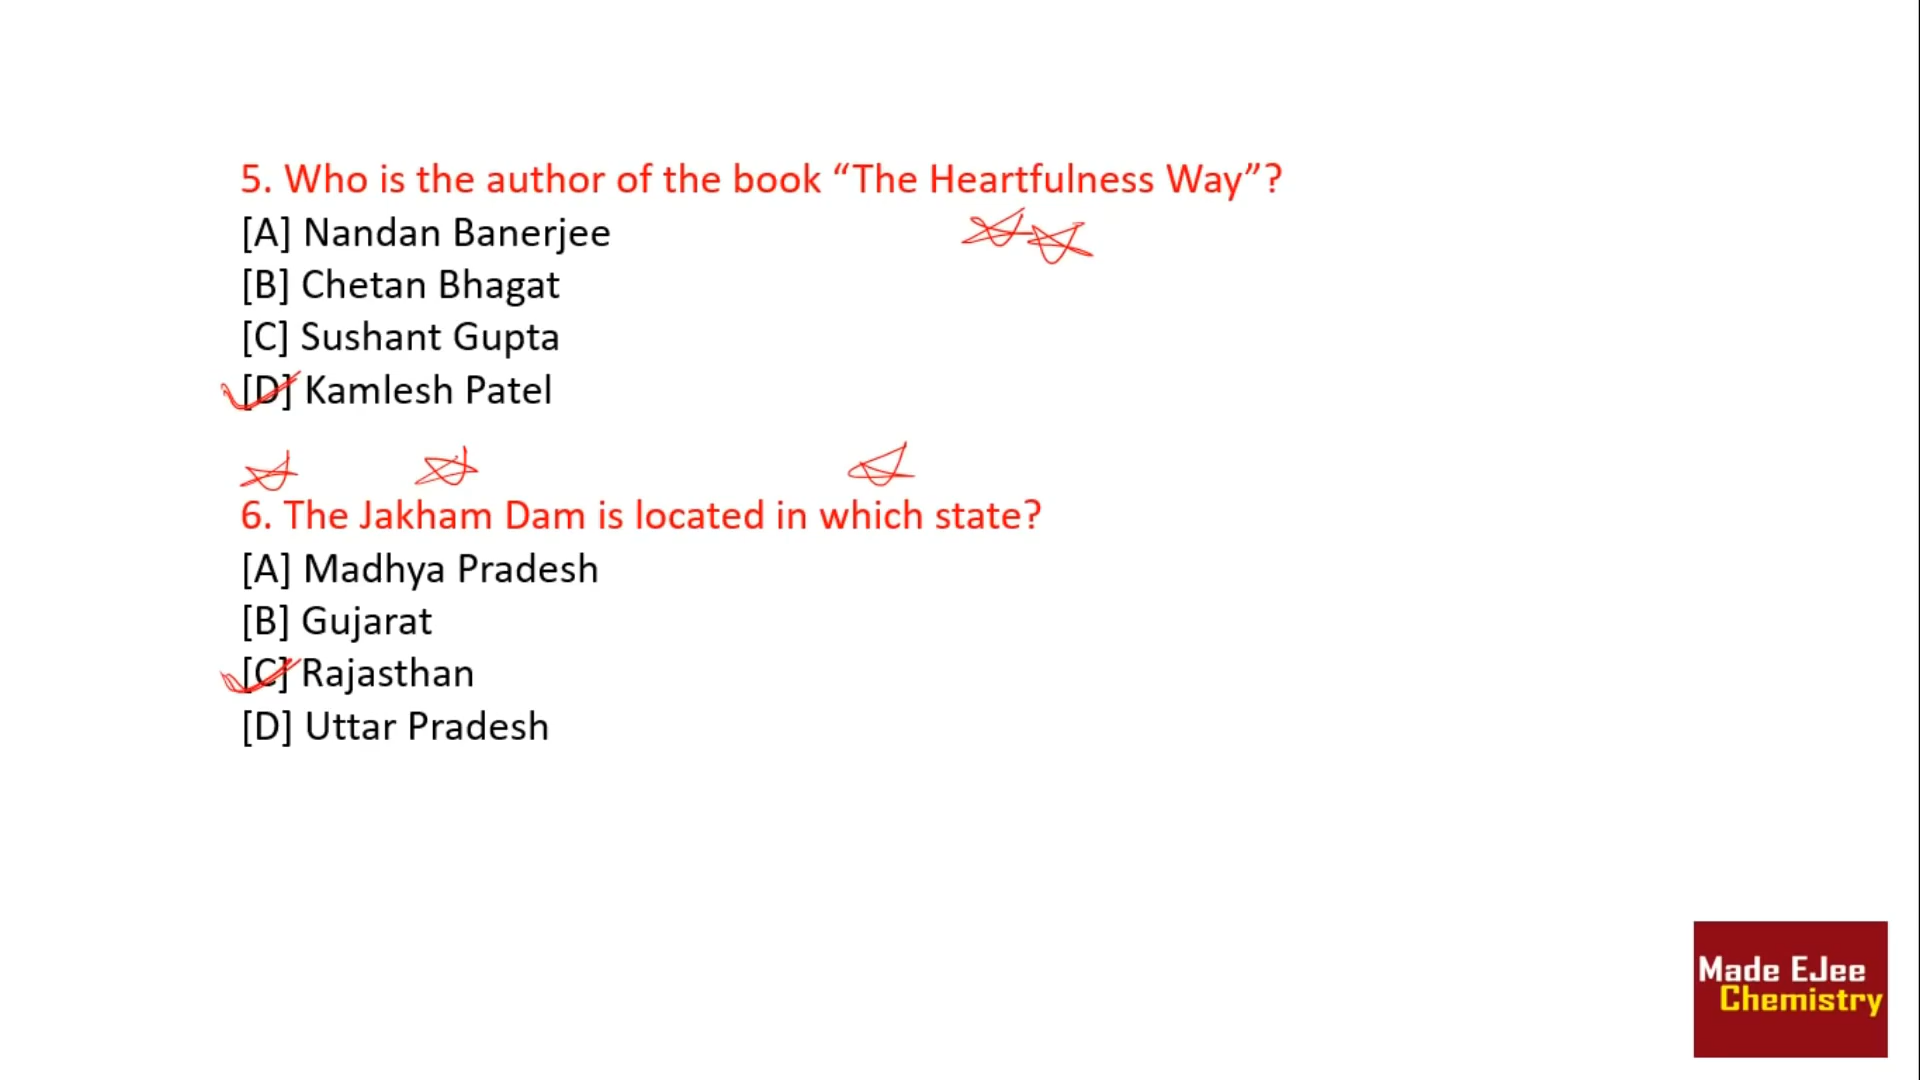 5. Who is the author of the book “The Heartfulness Way”?
[A] Nandan Banerjee
[B] Chetan Bhagat
[C] Sushant Gupta
[D] Kamlesh Patel
6. The Jakham Dam is located in which state?
[A] Madhya Pradesh
[B] Gujarat
[C] Rajasthan
[D] Uttar Pradesh
Made EJee
Chemistry